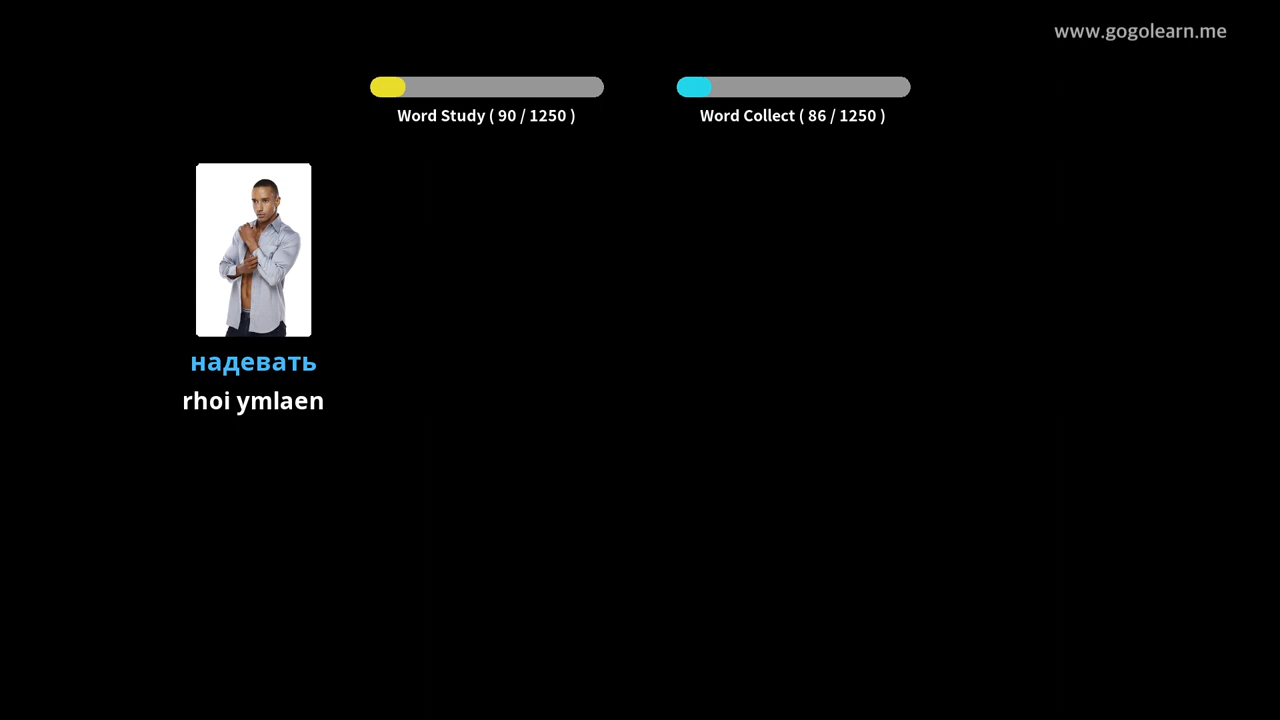 www.gogolearn.me
Word Study ( 90 / 1250 )
Word Collect ( 86 / 1250 )
надевать
rhoi ymlaen